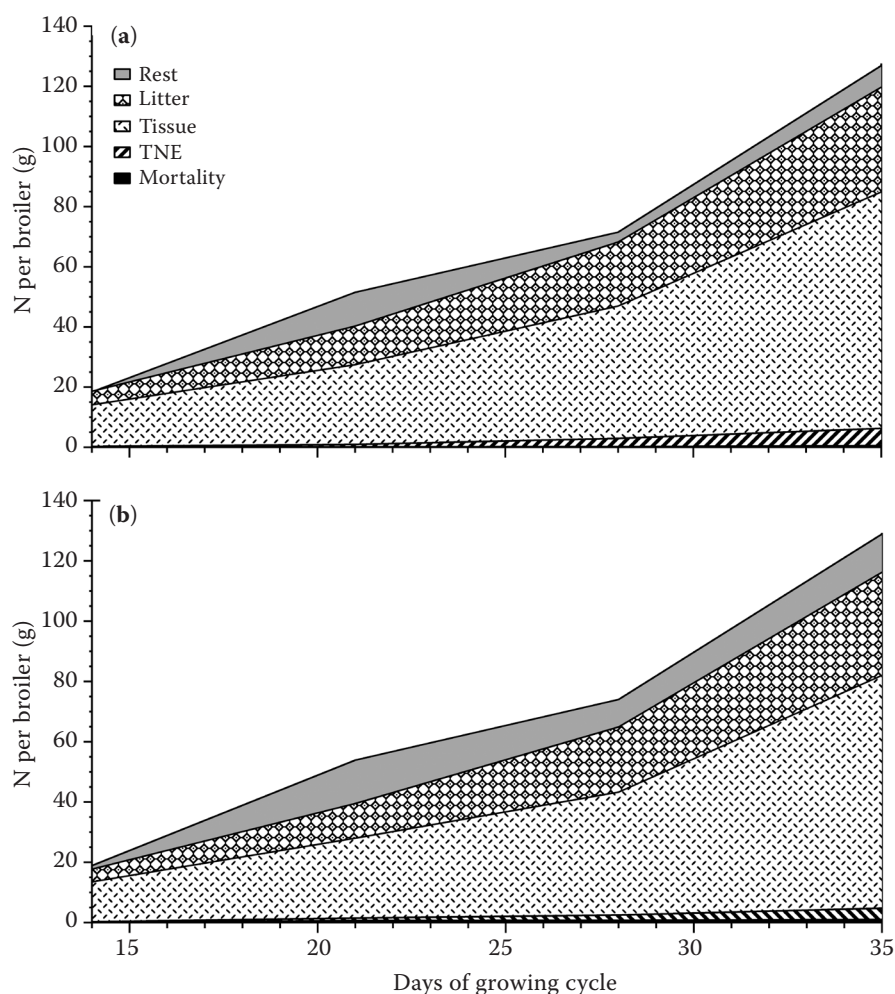 (a)
Rest
Litter
Tissue
TNE
Mortality
N per broiler (g)
140
120
100
80
60
40
20
0
(b)
N per broiler (g)
140
120
100
80
60
40
20
0
15 20 25 30 35
Days of growing cycle